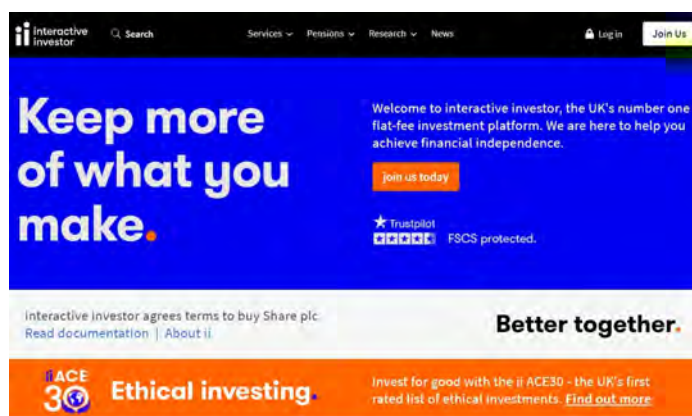 interactive
investor
Search
Services
Pensions
Research
News
Log in
Join Us
Keep more
of what you
make.
Welcome to interactive investor, the UK's number one
flat-fee investment platform. We are here to help you
achieve financial independence.
join us today
Trustpilot
FSCS protected.
interactive investor agrees terms to buy Share plc
Read documentation | About ii
Better together.
ii ACE
30
Ethical investing.
Invest for good with the ii ACE30 - the UK's first
rated list of ethical investments. Find out more